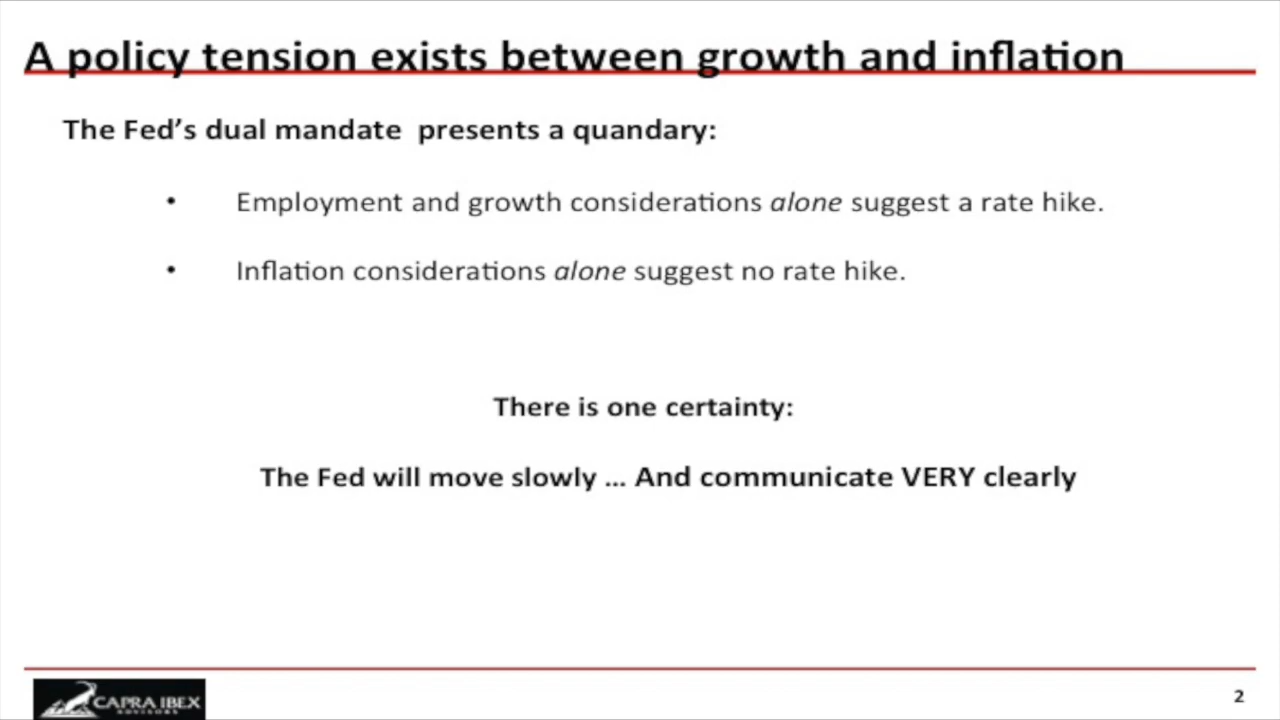 A policy tension exists between growth and inflation
The Fed’s dual mandate  presents a quandary:
• Employment and growth considerations alone suggest a rate hike.
• Inflation considerations alone suggest no rate hike.
There is one certainty:
The Fed will move slowly ... And communicate VERY clearly
CAPRA IBEX
ADVISORS
2